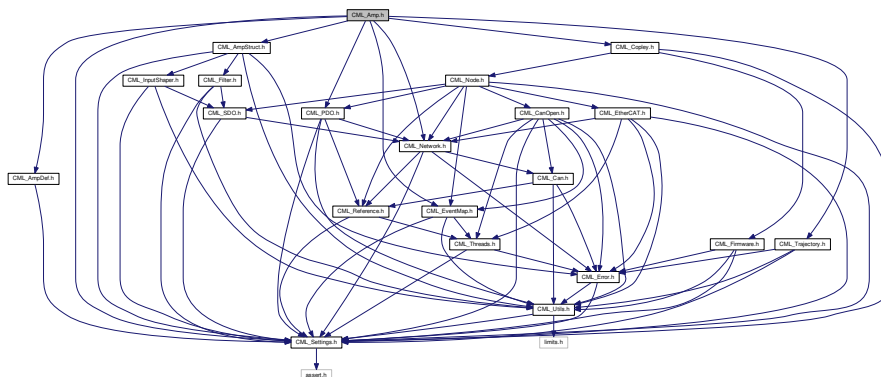 CML_Amp.h
CML_AmpStruct.h
CML_Copley.h
CML_InputShaper.h
CML_Filter.h
CML_Node.h
CML_SDO.h
CML_PDO.h
CML_CanOpen.h
CML_EtherCAT.h
CML_Network.h
CML_AmpDef.h
CML_Can.h
CML_Reference.h
CML_EventMap.h
CML_Threads.h
CML_Firmware.h
CML_Trajectory.h
CML_Error.h
CML_Utils.h
CML_Settings.h
limits.h
assert.h